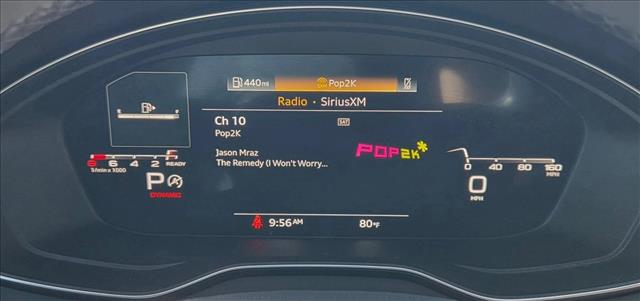 440mi Pop2K
Radio • SiriusXM
Ch 10
Pop2K
SAT
Jason Mraz
The Remedy (I Won't Worry...
POP2K*
8 6 4 2 READY
1/min x 1000
P
DYNAMIC
0 40 80 120 160
MPH
0
MPH
9:56AM 80°F